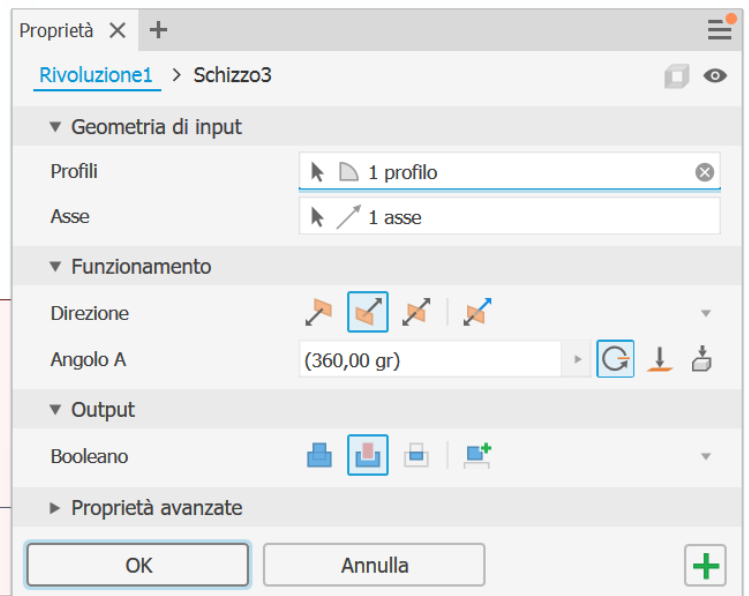 Proprietà
Rivoluzione1 > Schizzo3
Geometria di input
Profili
1 profilo
Asse
1 asse
Funzionamento
Direzione
Angolo A
(360,00 gr)
Output
Booleano
Proprietà avanzate
OK
Annulla